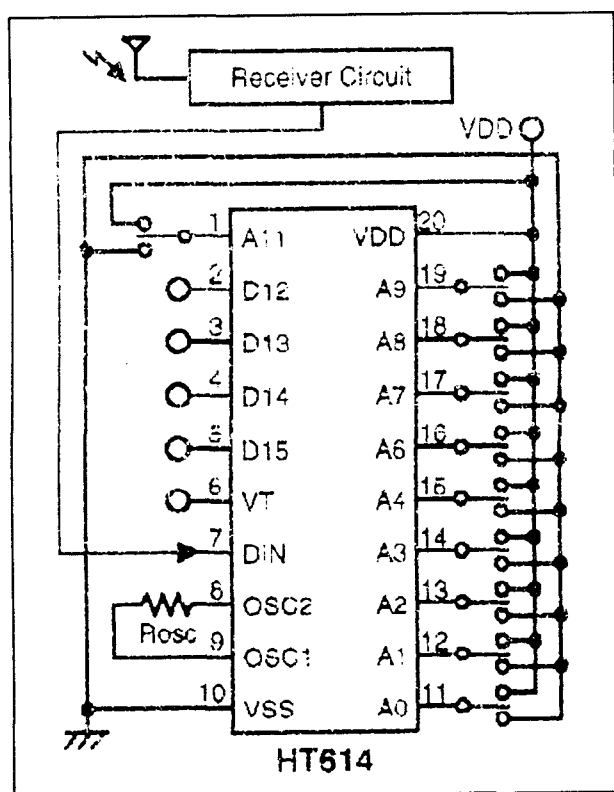 Receiver Circuit
VDD
1 A11 VDD 20
2 D12 A9 19
3 D13 A8 18
4 D14 A7 17
5 D15 A6 16
6 VT A4 15
7 DIN A3 14
8 OSC2 A2 13
Rosc
9 OSC1 A1 12
10 VSS A0 11
HT614